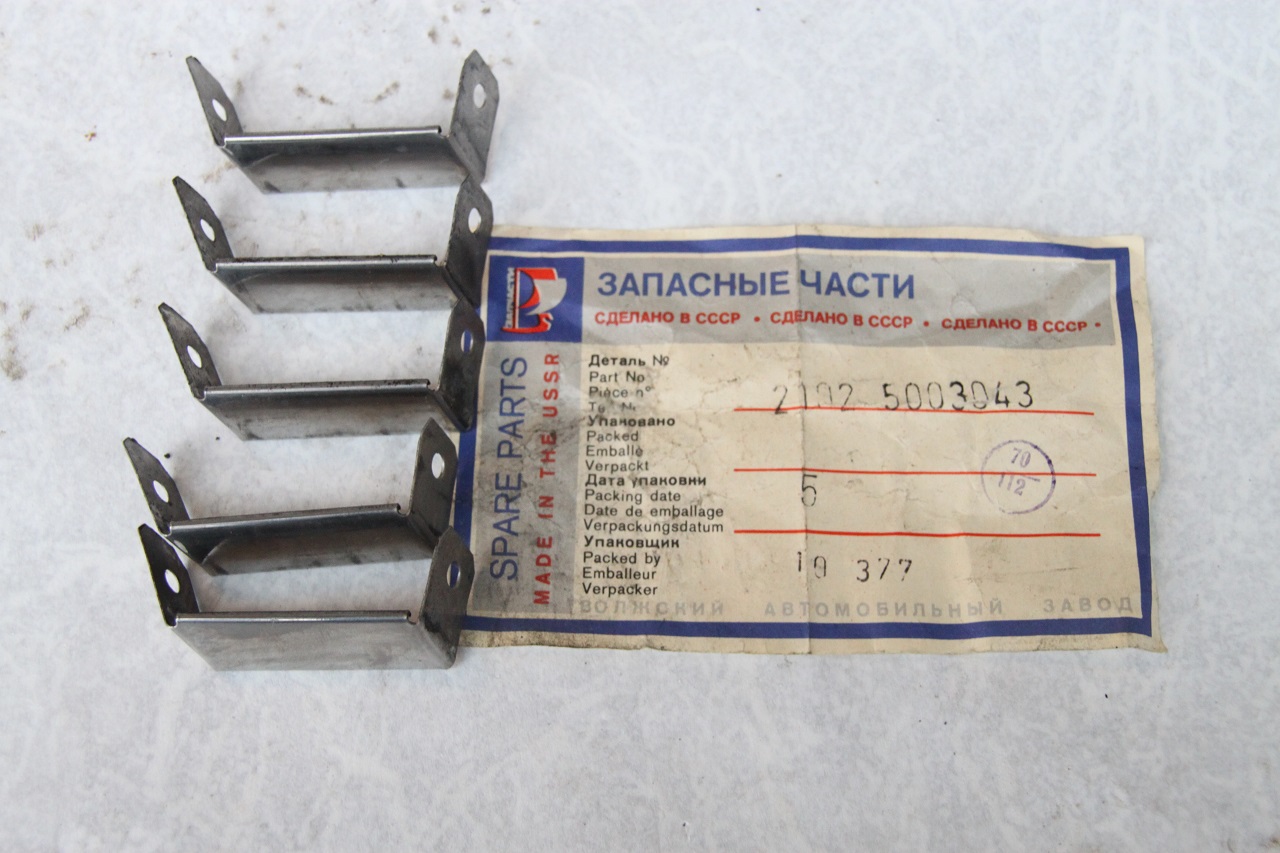 ЗАПЧАСТИ
ЗАПАСНЫЕ ЧАСТИ
СДЕЛАНО В СССР • СДЕЛАНО В СССР • СДЕЛАНО В СССР •
SPARE PARTS
MADE IN THE USSR
Деталь №
Part No
Pièce n°
2102 5003043
Упаковано
Packed
Emballé
Verpackt
5
70
112
Дата упаковки
Packing date
Date de emballage
Verpackungsdatum
10 377
Упаковщик
Packed by
Emballeur
Verpacker
ВОЛЖСКИЙ АВТОМОБИЛЬНЫЙ ЗАВОД